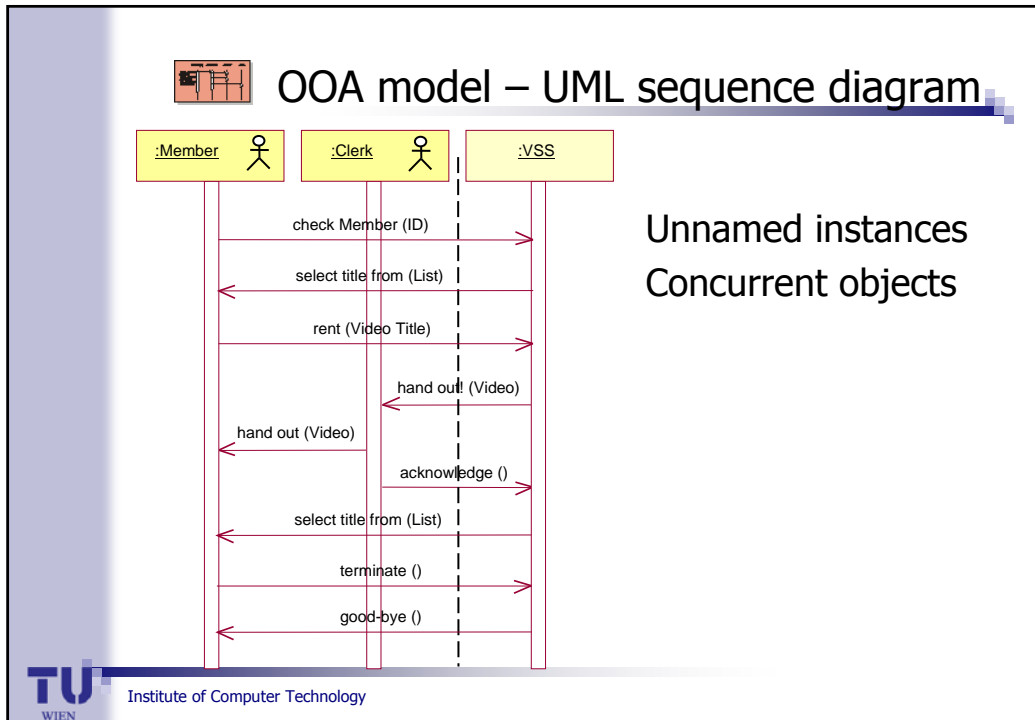 OOA model – UML sequence diagram
:Member
:Clerk
:VSS
check Member (ID)
select title from (List)
rent (Video Title)
hand out! (Video)
hand out (Video)
acknowledge ()
select title from (List)
terminate ()
good-bye ()
Unnamed instances
Concurrent objects
TU
WIEN
Institute of Computer Technology